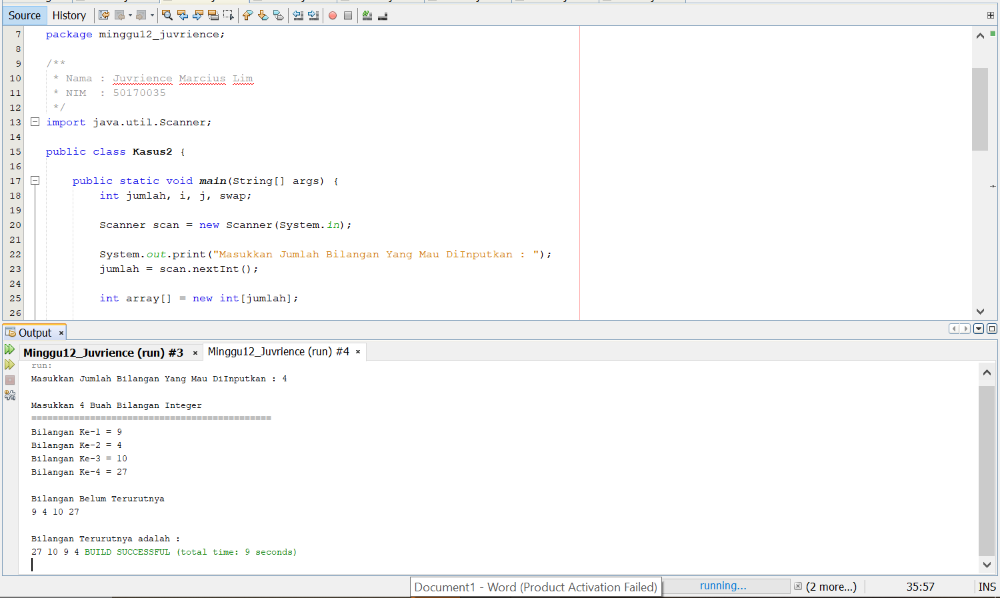 Source History
7 package minggu12_juvrience;
8
9 /**
10 * Nama : Juvrience Marcius Lim
11 * NIM : 50170035
12 */
13 import java.util.Scanner;
14
15 public class Kasus2 {
16
17 public static void main(String[] args) {
18 int jumlah, i, j, swap;
19
20 Scanner scan = new Scanner(System.in);
21
22 System.out.print("Masukkan Jumlah Bilangan Yang Mau DiInputkan : ");
23 jumlah = scan.nextInt();
24
25 int array[] = new int[jumlah];
26
Output ×
Minggu12_Juvrience (run) #3 × Minggu12_Juvrience (run) #4 ×
run:
Masukkan Jumlah Bilangan Yang Mau DiInputkan : 4
Masukkan 4 Buah Bilangan Integer
=============================================
Bilangan Ke-1 = 9
Bilangan Ke-2 = 4
Bilangan Ke-3 = 10
Bilangan Ke-4 = 27
Bilangan Belum Terurutnya
9 4 10 27
Bilangan Terurutnya adalah :
27 10 9 4 BUILD SUCCESSFUL (total time: 9 seconds)
Document1 - Word (Product Activation Failed) running... (2 more...) 35:57 INS